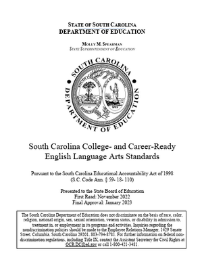 STATE OF SOUTH CAROLINA
DEPARTMENT OF EDUCATION
MOLLY M. SPEARMAN
STATE SUPERINTENDENT OF EDUCATION
SOUTH CAROLINA
DEPARTMENT OF EDUCATION
South Carolina College- and Career-Ready
English Language Arts Standards
Pursuant to the South Carolina Educational Accountability Act of 1998
(S.C. Code Ann. § 59- 18- 110)
Presented to the State Board of Education
First Read: November 2022
Final Approval: January 2023
The South Carolina Department of Education does not discriminate on the basis of race, color,
religion, national origin, sex, sexual orientation, veteran status, or disability in admission to,
treatment in, or employment in its programs and activities. Inquiries regarding the
nondiscrimination policies should be made to the Employee Relations Manager, 1429 Senate
Street, Columbia, South Carolina 29201, 803-734-8781. For further information on federal non-
discrimination regulations, including Title IX, contact the Assistant Secretary for Civil Rights at
OCR.DC@ed.gov or call 1-800-421-3481.